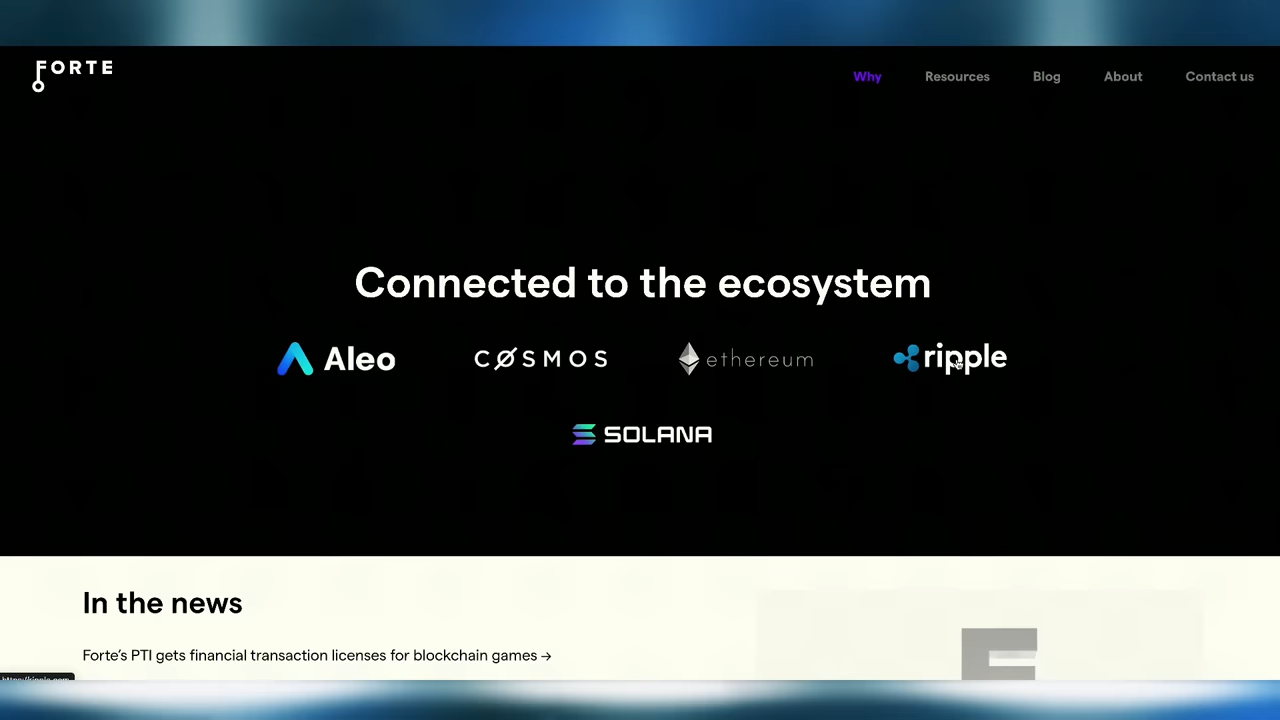 FORTE
Why Resources Blog About Contact us
Connected to the ecosystem
Aleo CØSMOS ethereum ripple
SOLANA
In the news
Forte's PTI gets financial transaction licenses for blockchain games →